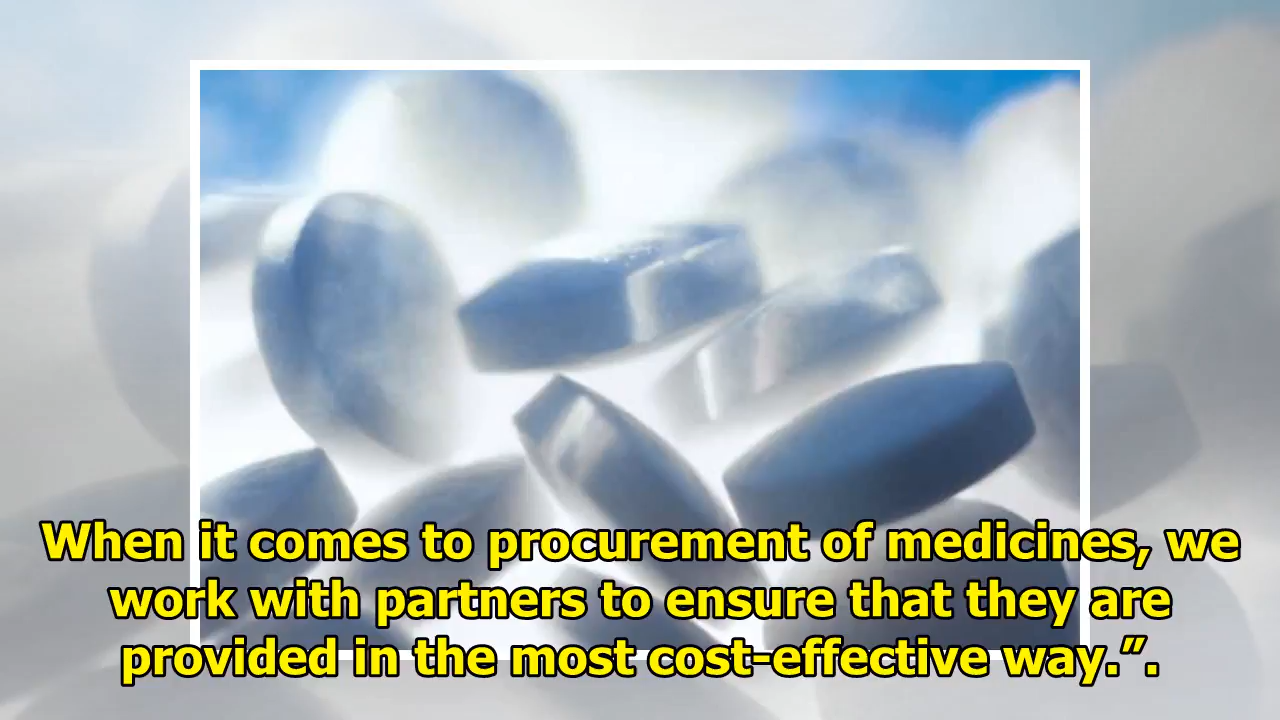 When it comes to procurement of medicines, we
work with partners to ensure that they are
provided in the most cost-effective way.”.